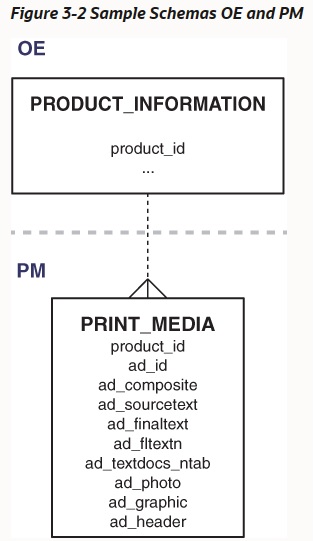 Figure 3-2 Sample Schemas OE and PM
OE
PRODUCT_INFORMATION
product_id
...
PM
PRINT_MEDIA
product_id
ad_id
ad_composite
ad_sourcetext
ad_finaltext
ad_fltextn
ad_textdocs_ntab
ad_photo
ad_graphic
ad_header